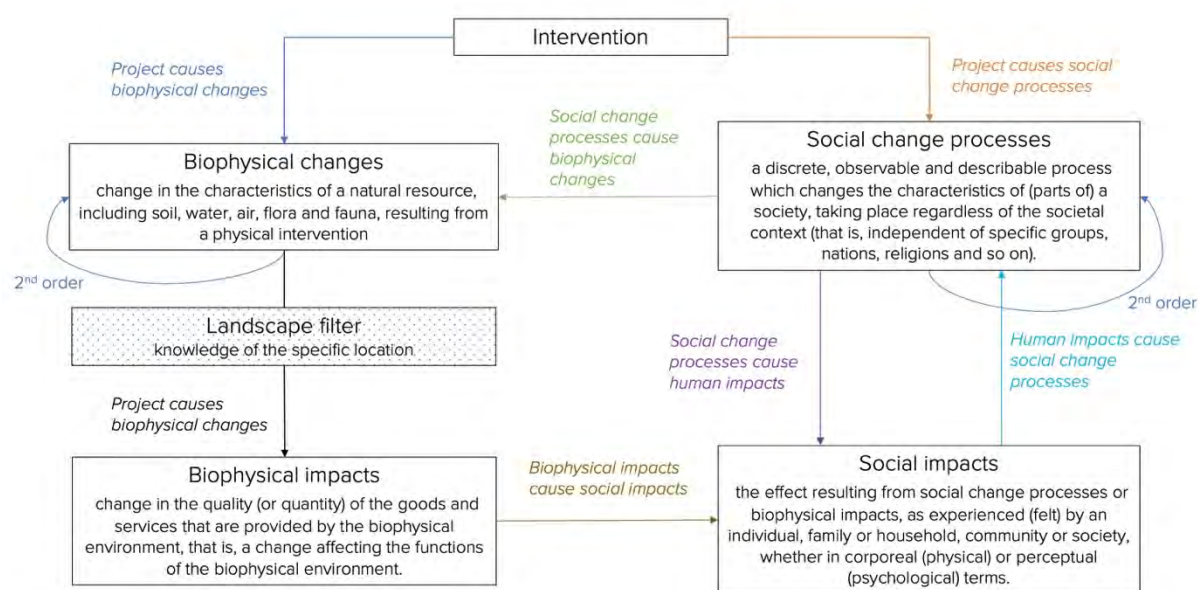 Intervention
Project causes
biophysical changes
Project causes social
change processes
Social change
processes cause
biophysical
changes
Biophysical changes
change in the characteristics of a natural resource,
including soil, water, air, flora and fauna, resulting from
a physical intervention
2nd order
Social change processes
a discrete, observable and describable process
which changes the characteristics of (parts of) a
society, taking place regardless of the societal
context (that is, independent of specific groups,
nations, religions and so on).
2nd order
Landscape filter
knowledge of the specific location
Social change
processes cause
human impacts
Human impacts cause
social change
processes
Project causes
biophysical changes
Biophysical impacts
change in the quality (or quantity) of the goods and
services that are provided by the biophysical
environment, that is, a change affecting the functions
of the biophysical environment.
Biophysical impacts
cause social impacts
Social impacts
the effect resulting from social change processes or
biophysical impacts, as experienced (felt) by an
individual, family or household, community or society,
whether in corporeal (physical) or perceptual
(psychological) terms.